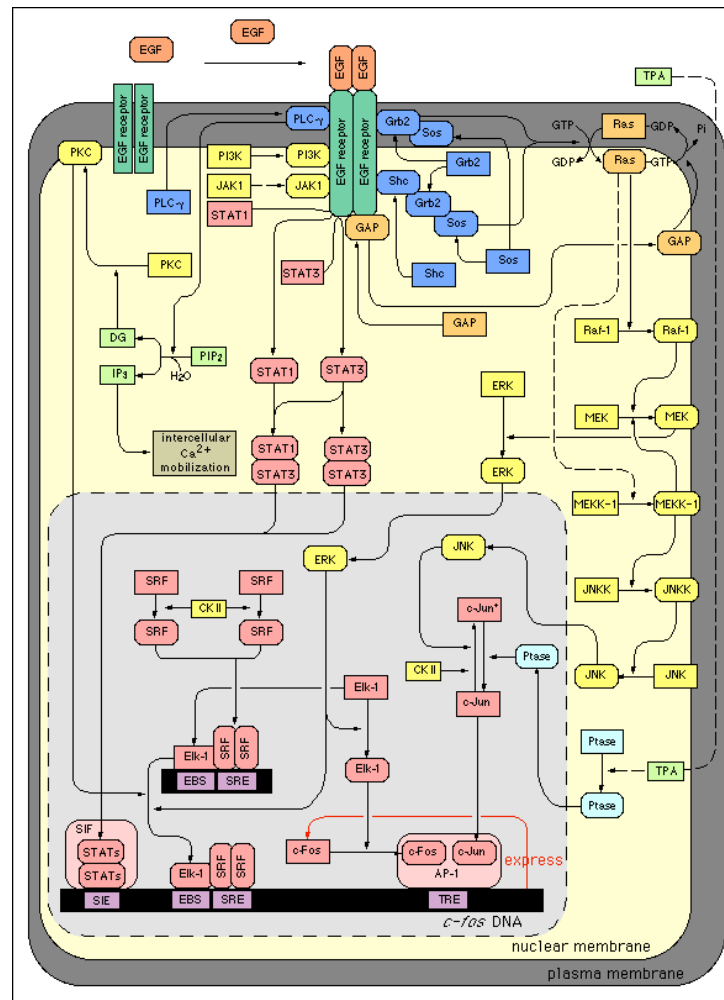 EGF
EGF
EGF
EGF
TPA
EGF receptor
EGF receptor
EGF receptor
EGF receptor
PKC
PLC-γ
Grb2
Sos
GTP
Ras
GDP
Pi
GDP
Ras
GTP
PI3K
PI3K
Grb2
JAK1
JAK1
Shc
PLC-γ
STAT1
Grb2
Sos
GAP
GAP
PKC
STAT3
Shc
Sos
GAP
Raf-1
Raf-1
DG
PIP2
IP3
H2O
STAT1
STAT3
ERK
MEK
MEK
intercellular
Ca2+
mobilization
STAT1
STAT3
STAT3
STAT3
ERK
MEKK-1
MEKK-1
ERK
JNK
SRF
SRF
CKII
c-Jun*
JNKK
JNKK
SRF
SRF
Ptase
CKII
JNK
JNK
Elk-1
c-Jun
Elk-1
SRF
SRF
Elk-1
Ptase
TPA
EBS
SRE
Ptase
SIF
STATs
STATs
Elk-1
SRF
SRF
c-Fos
c-Fos
c-Jun
AP-1
express
SIE
EBS
SRE
TRE
c-fos DNA
nuclear membrane
plasma membrane